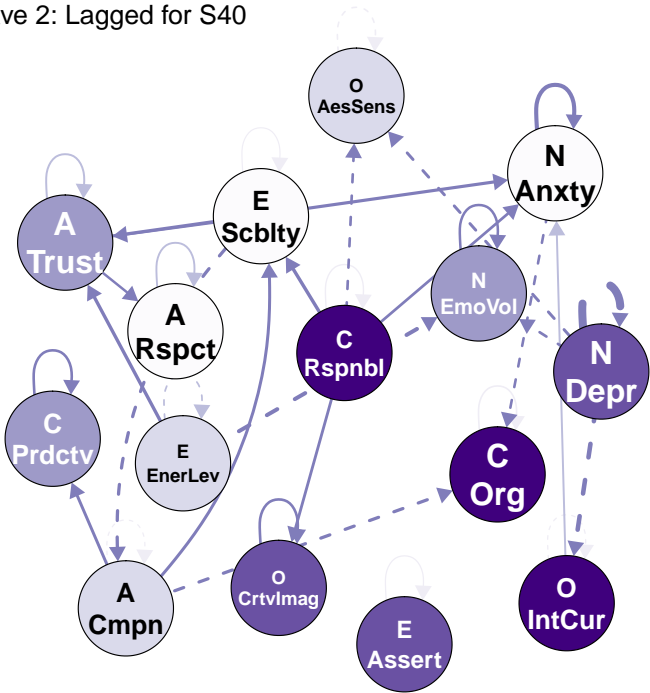 ve 2: Lagged for S40
O
AesSens
N
Anxty
E
Scblty
A
Trust
N
EmoVol
A
Rspct
C
Rspnbl
N
Depr
C
Prdctv
E
EnerLev
C
Org
O
CrtvImag
A
Cmpn
E
Assert
O
IntCur